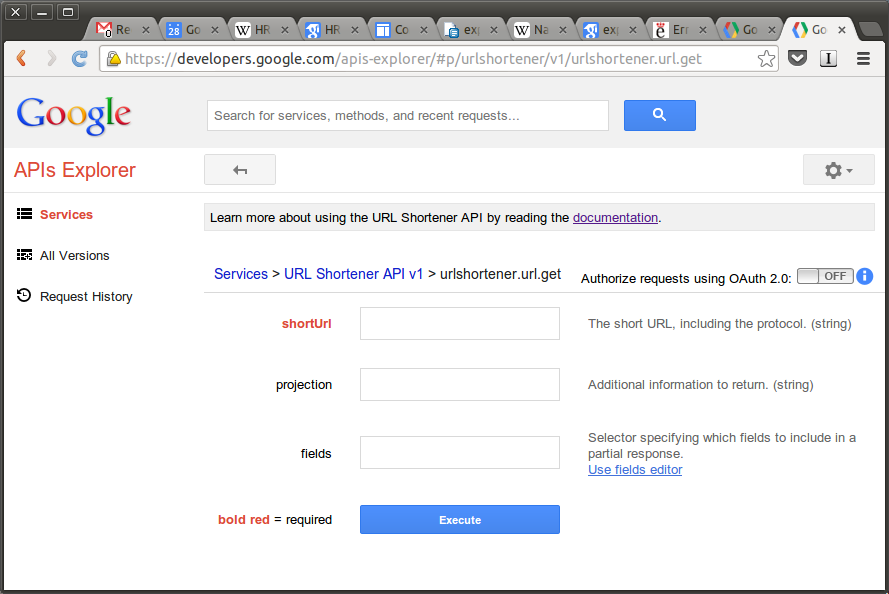 Re
28 Go
W HR
g HR
Co
exp
W Na
g exp
Err
Go
Go
https://developers.google.com/apis-explorer/#p/urlshortener/v1/urlshortener.url.get
Google
Search for services, methods, and recent requests...
APIs Explorer
Services
All Versions
Request History
Learn more about using the URL Shortener API by reading the documentation.
Services > URL Shortener API v1 > urlshortener.url.get
Authorize requests using OAuth 2.0: OFF i
shortUrl
The short URL, including the protocol. (string)
projection
Additional information to return. (string)
fields
Selector specifying which fields to include in a
partial response.
Use fields editor
bold red = required
Execute